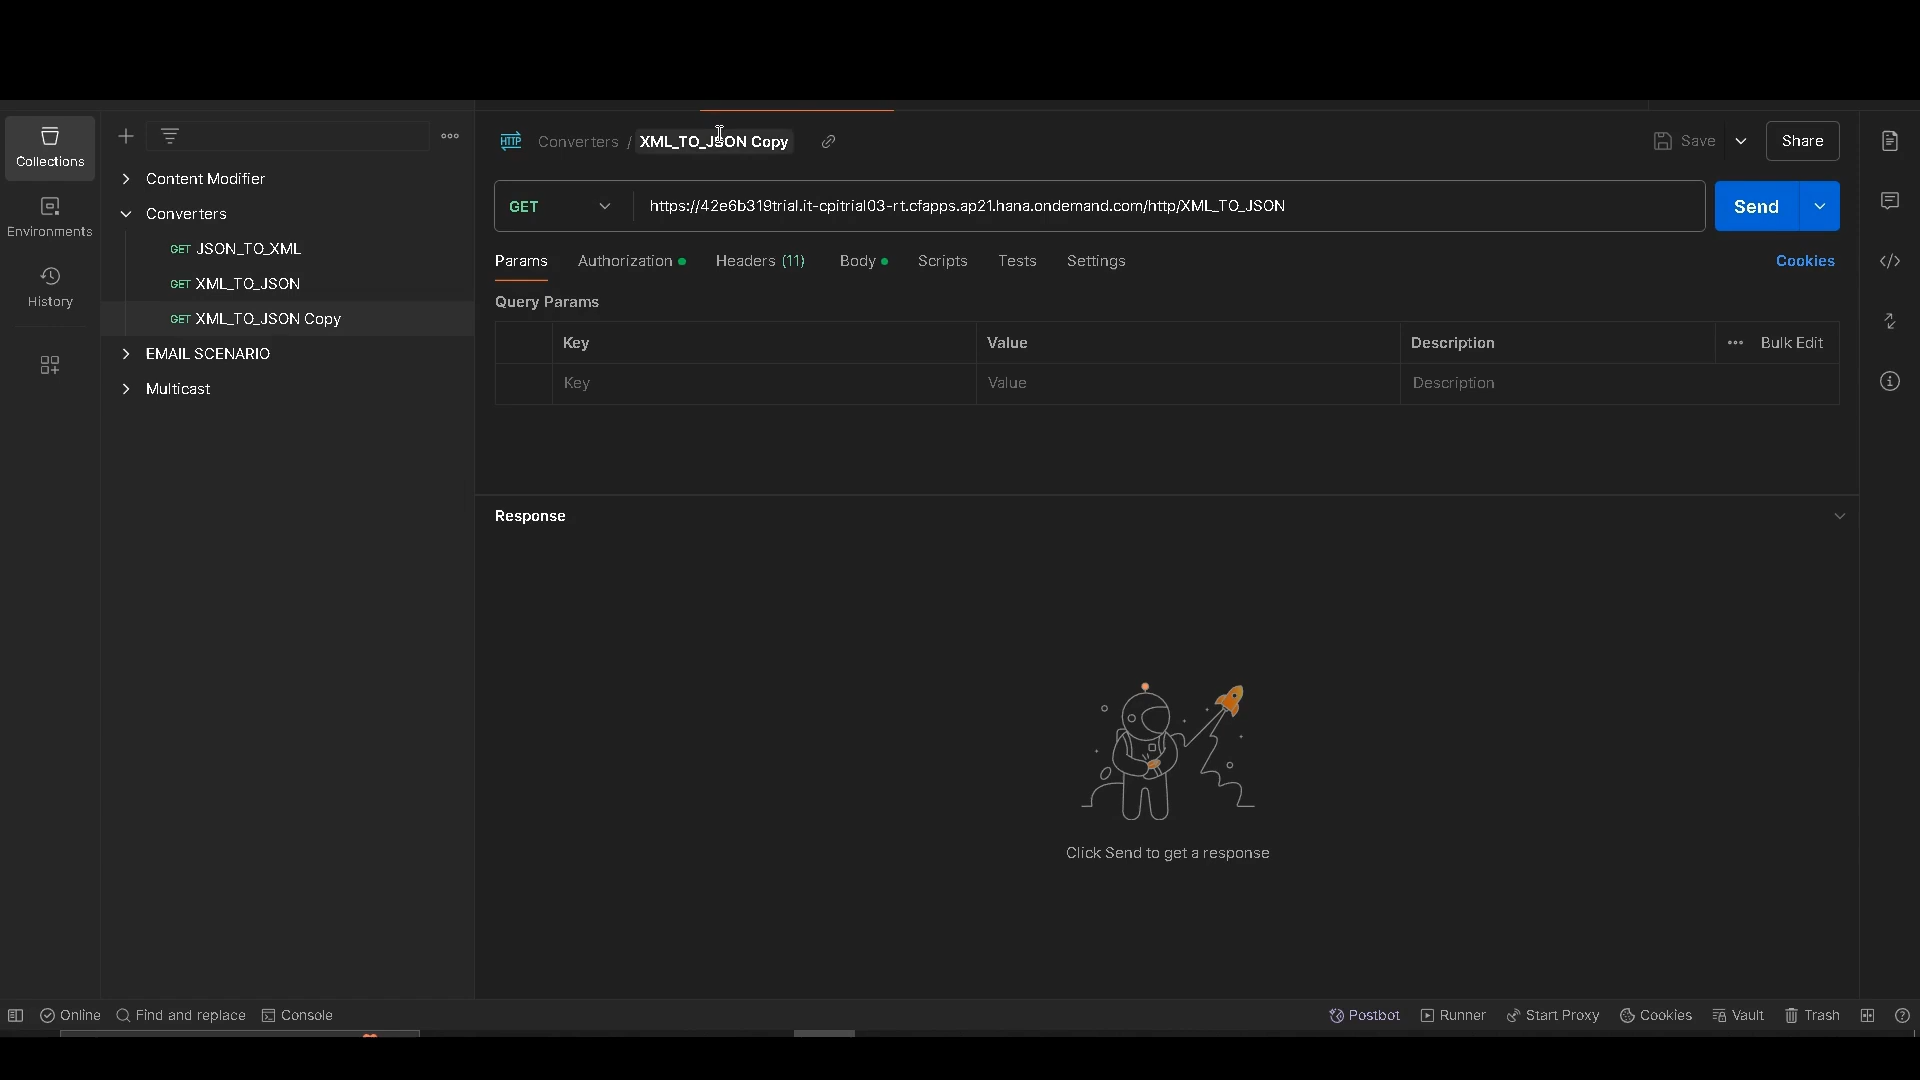 Collections
Environments
History
Content Modifier
Converters
GET JSON_TO_XML
GET XML_TO_JSON
GET XML_TO_JSON Copy
EMAIL SCENARIO
Multicast
HTTP Converters / XML_TO_JSON Copy
Save
Share
GET https://42e6b319trial.it-cpitrial03-rt.cfapps.ap21.hana.ondemand.com/http/XML_TO_JSON
Send
Params Authorization Headers (11) Body Scripts Tests Settings
Cookies
Query Params
Key Value Description Bulk Edit
Key Value Description
Response
Click Send to get a response
Online Find and replace Console
Postbot Runner Start Proxy Cookies Vault Trash